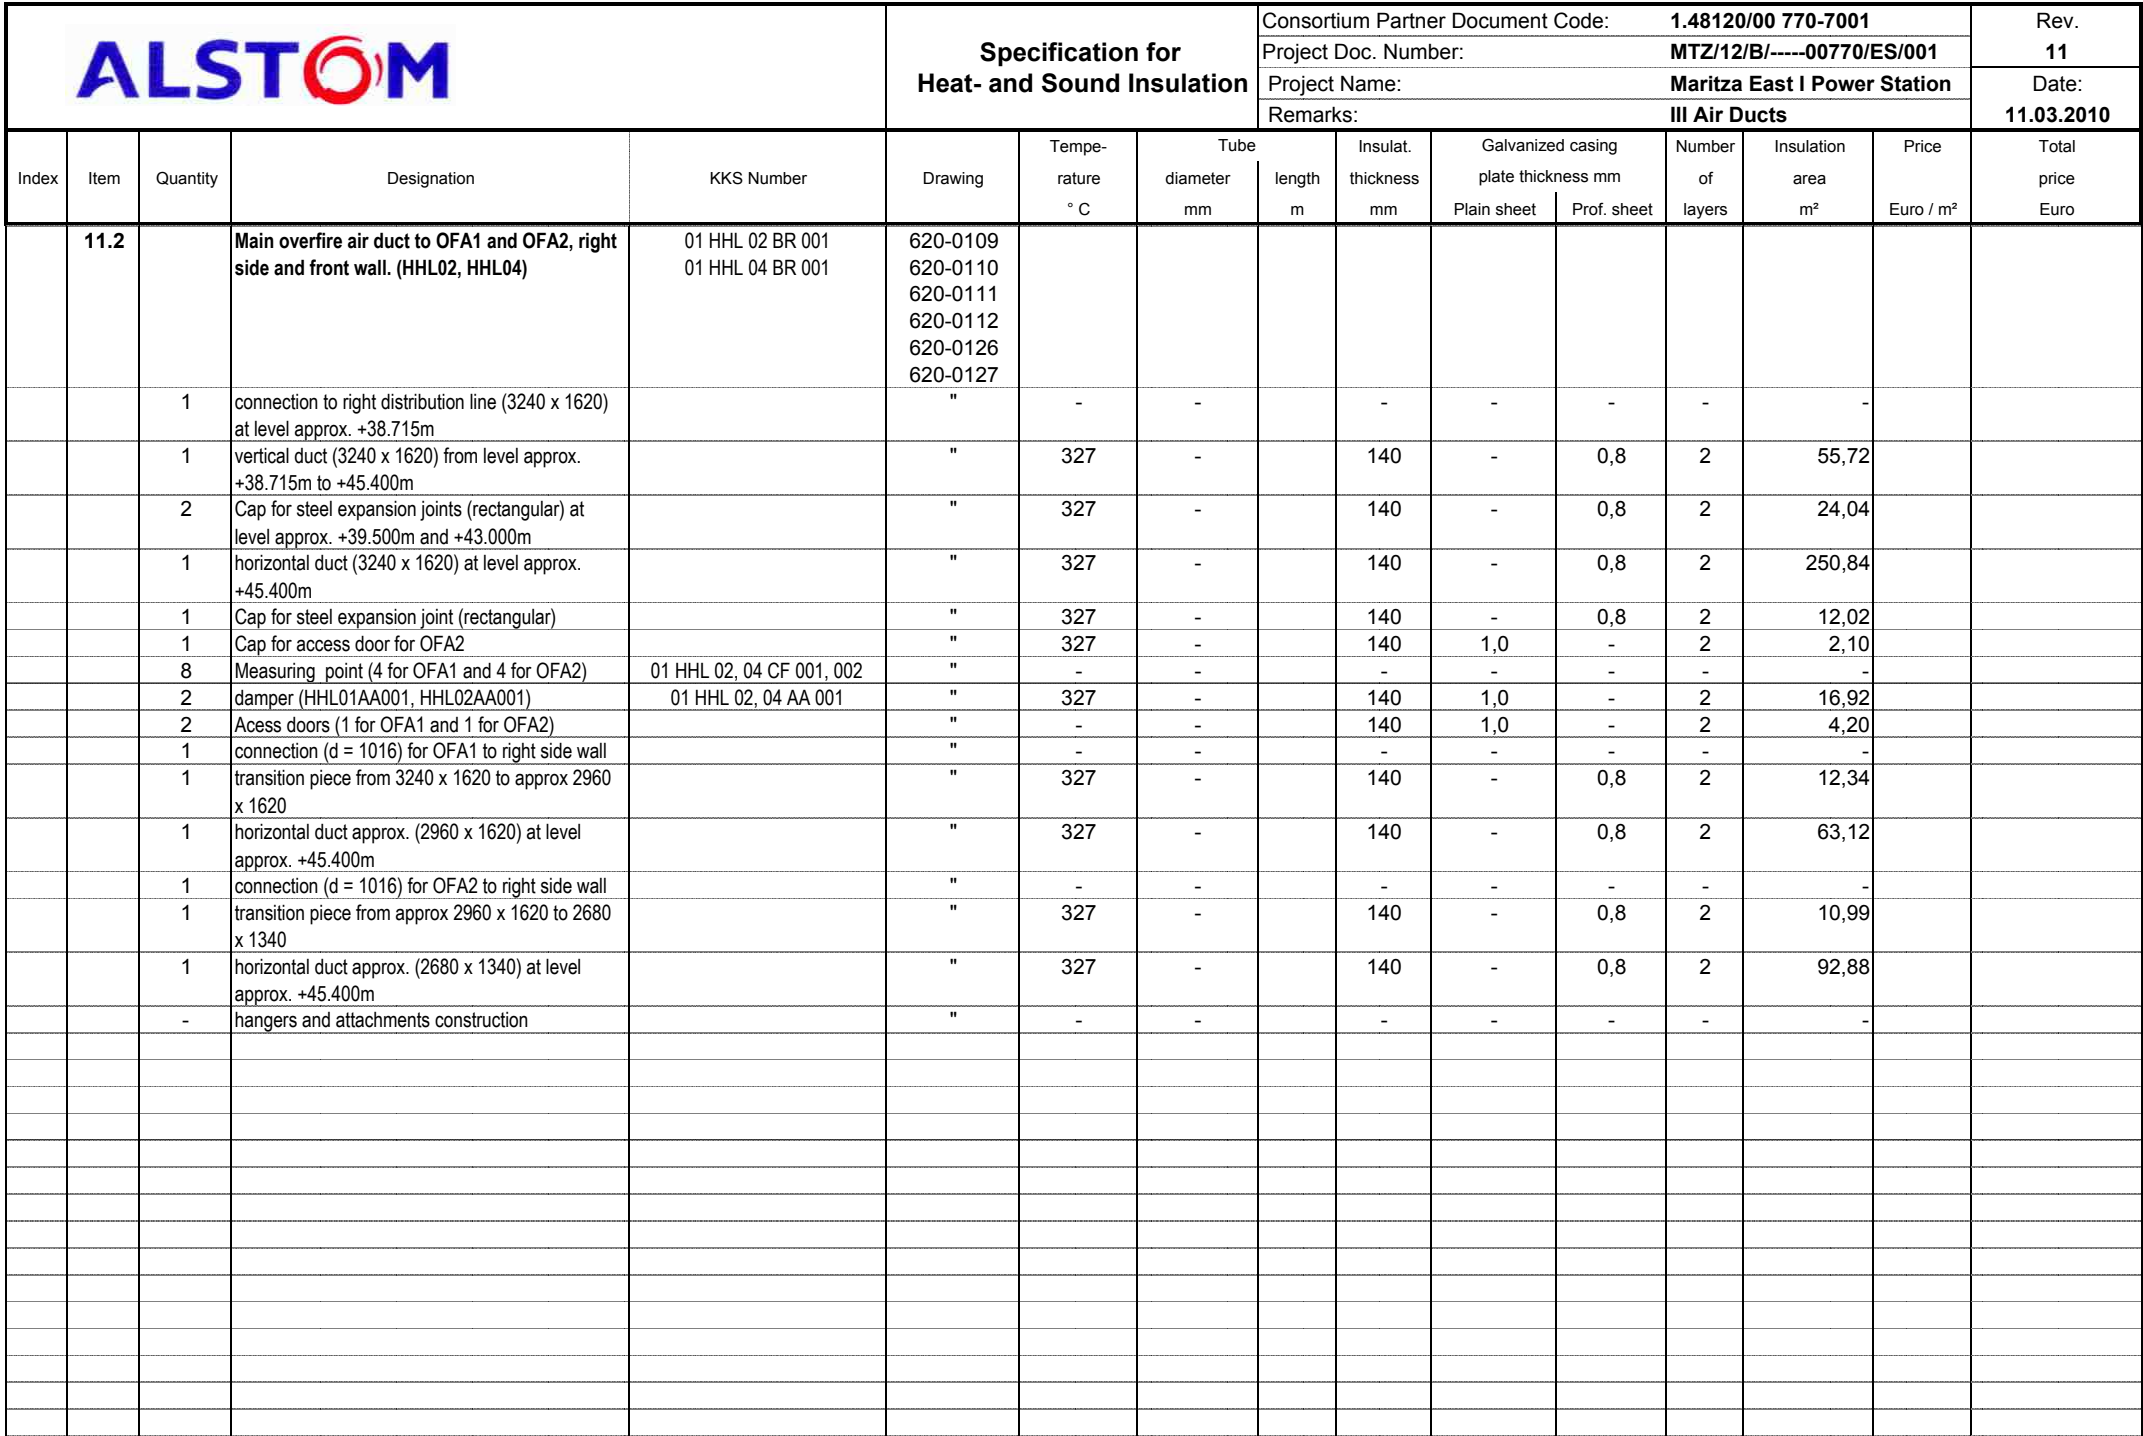 ALSTOM
Specification for
Heat- and Sound Insulation
Consortium Partner Document Code: 1.48120/00 770-7001
Project Doc. Number: MTZ/12/B/-----00770/ES/001
Project Name: Maritza East I Power Station
Remarks: III Air Ducts
Rev.
11
Date:
11.03.2010
Index Item Quantity Designation KKS Number Drawing
Tempe-
rature
° C
Tube
diameter length
mm m
Insulat.
thickness
mm
Galvanized casing
plate thickness mm
Plain sheet Prof. sheet
Number
of
layers
Insulation
area
m²
Price
Euro / m²
Total
price
Euro
11.2 Main overfire air duct to OFA1 and OFA2, right 01 HHL 02 BR 001 620-0109
side and front wall. (HHL02, HHL04) 01 HHL 04 BR 001 620-0110
620-0111
620-0112
620-0126
620-0127
1 connection to right distribution line (3240 x 1620) " - - - - - - -
at level approx. +38.715m
1 vertical duct (3240 x 1620) from level approx. " 327 - 140 - 0,8 2 55,72
+38.715m to +45.400m
2 Cap for steel expansion joints (rectangular) at " 327 - 140 - 0,8 2 24,04
level approx. +39.500m and +43.000m
1 horizontal duct (3240 x 1620) at level approx. " 327 - 140 - 0,8 2 250,84
+45.400m
1 Cap for steel expansion joint (rectangular) " 327 - 140 - 0,8 2 12,02
1 Cap for access door for OFA2 " 327 - 140 1,0 - 2 2,10
8 Measuring  point (4 for OFA1 and 4 for OFA2) 01 HHL 02, 04 CF 001, 002 " - - - - - - -
2 damper (HHL01AA001, HHL02AA001) 01 HHL 02, 04 AA 001 " 327 - 140 1,0 - 2 16,92
2 Acess doors (1 for OFA1 and 1 for OFA2) " - - 140 1,0 - 2 4,20
1 connection (d = 1016) for OFA1 to right side wall " - - - - - - -
1 transition piece from 3240 x 1620 to approx 2960 " 327 - 140 - 0,8 2 12,34
x 1620
1 horizontal duct approx. (2960 x 1620) at level " 327 - 140 - 0,8 2 63,12
approx. +45.400m
1 connection (d = 1016) for OFA2 to right side wall " - - - - - - -
1 transition piece from approx 2960 x 1620 to 2680 " 327 - 140 - 0,8 2 10,99
x 1340
1 horizontal duct approx. (2680 x 1340) at level " 327 - 140 - 0,8 2 92,88
approx. +45.400m
- hangers and attachments construction " - - - - - - -